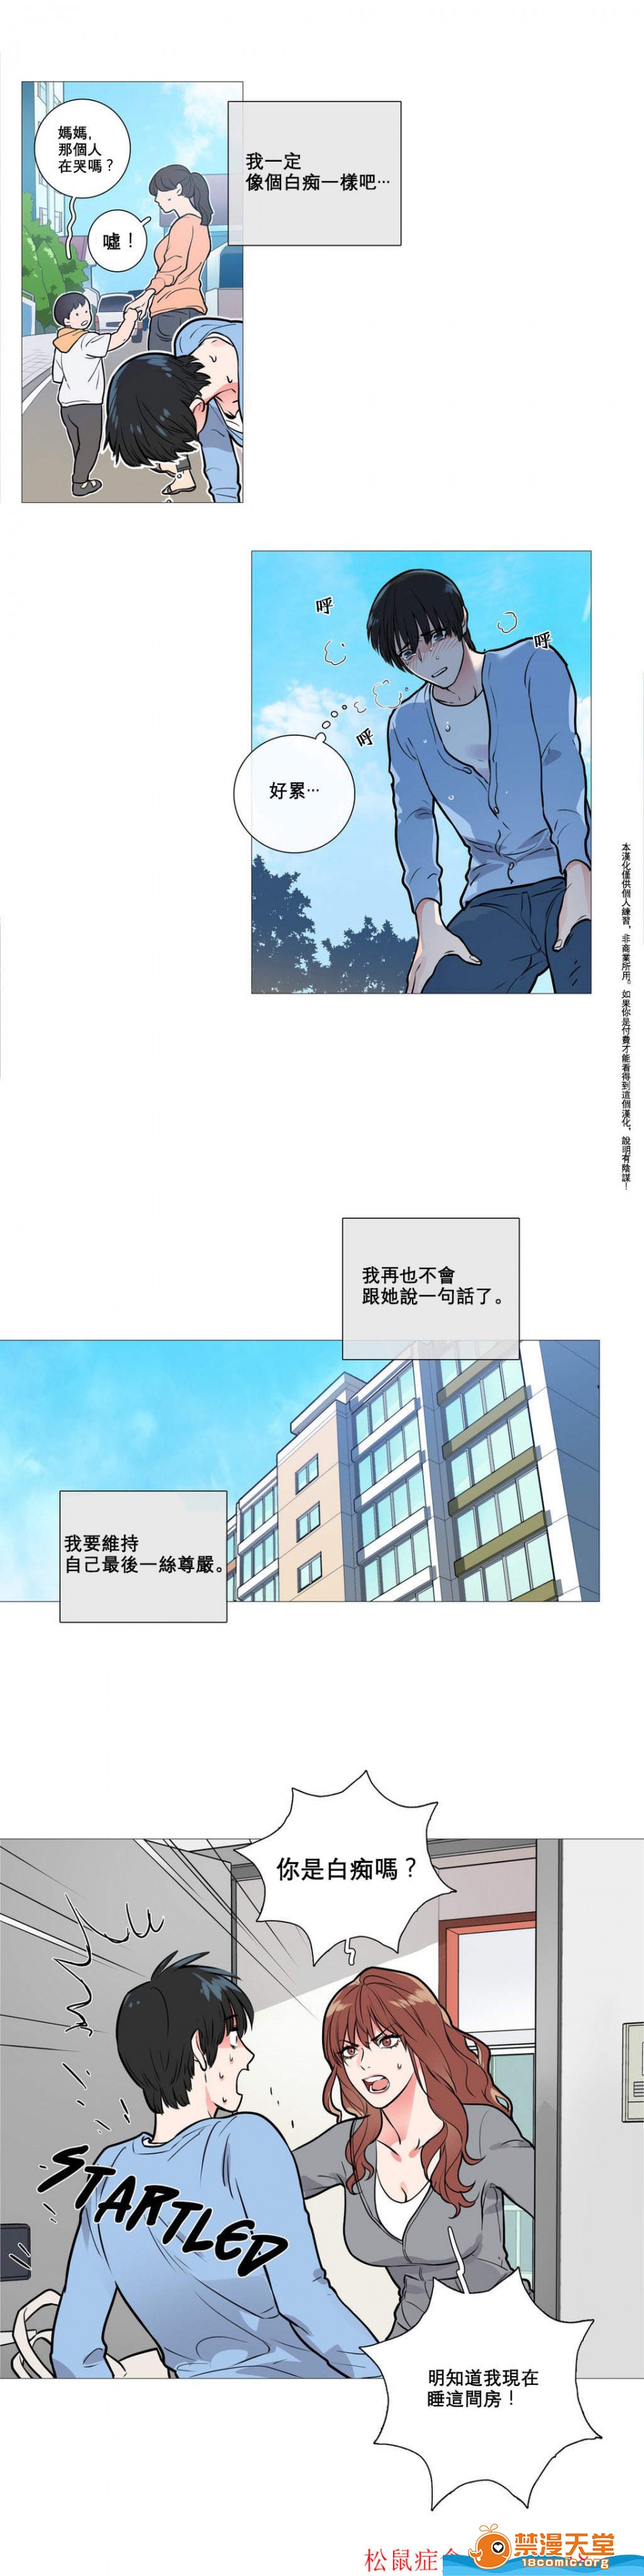 媽媽，
那個人
在哭嗎？
噓！
我一定
像個白痴一樣吧…
呼
呼
呼
好累…
本漢化僅供個人練習，非商業所用。如果你是付費才能看得到這個漢化，說明有陰謀！
我再也不會
跟她說一句話了。
我要維持
自己最後一絲尊嚴。
你是白痴嗎？
STARTLED
明知道我現在
睡這間房！
松鼠症
禁漫天堂
18comic.org